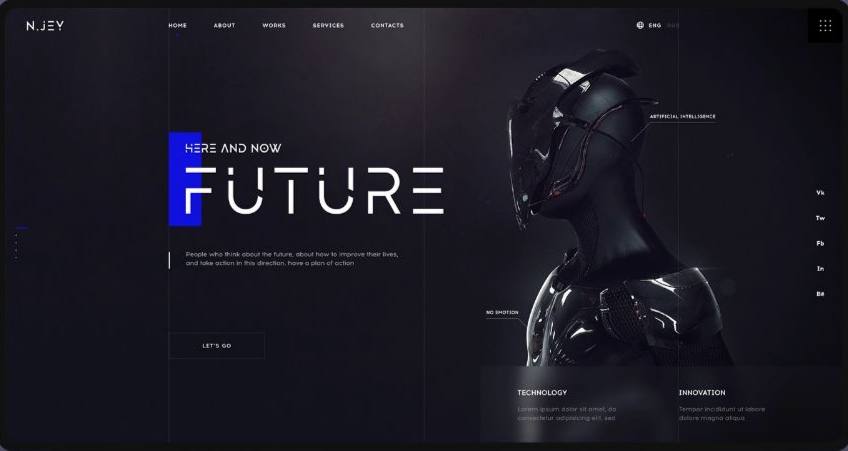 N.JEY
HOME ABOUT WORKS SERVICES CONTACTS
ENG RUS
ARTIFICIAL INTELLIGENCE
HERE AND NOW
FUTURE
People who think about the future, about how to improve their lives,
and take action in this direction, have a plan of action
LET'S GO
NO EMOTION
Vk
Tw
Fb
In
Be
TECHNOLOGY
Lorem ipsum dolor sit amet, do
consectetur adipisicing elit, sed
INNOVATION
Tempor incididunt ut labore
dolore magna aliqua